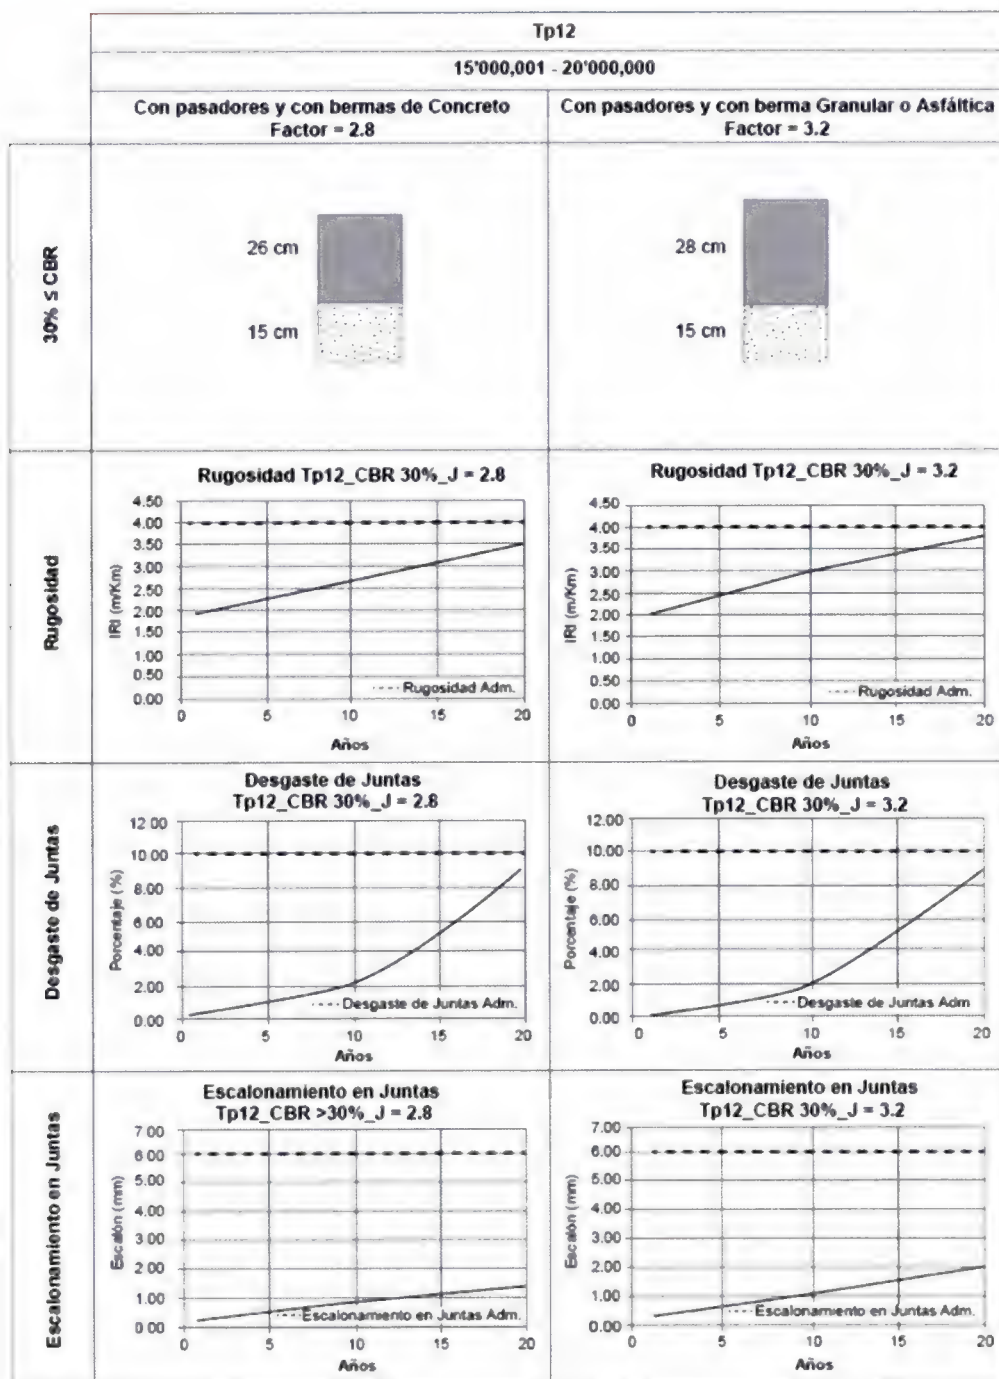 Tp12
15'000,001 - 20'000,000
Con pasadores y con bermas de Concreto
Factor = 2.8
Con pasadores y con berma Granular o Asfáltica
Factor = 3.2
30% ≤ CBR
26 cm
15 cm
28 cm
15 cm
Rugosidad
Rugosidad Tp12_CBR 30%_J = 2.8
IRI (m/Km)
4.50
4.00
3.50
3.00
2.50
2.00
1.50
1.00
0.50
0.00
Rugosidad Adm.
0 5 10 15 20
Años
Rugosidad Tp12_CBR 30%_J = 3.2
IRI (m/Km)
4.50
4.00
3.50
3.00
2.50
2.00
1.50
1.00
0.50
0.00
Rugosidad Adm.
0 5 10 15 20
Años
Desgaste de Juntas
Desgaste de Juntas
Tp12_CBR 30%_J = 2.8
Porcentaje (%)
12.00
10.00
8.00
6.00
4.00
2.00
0.00
Desgaste de Juntas Adm.
0 5 10 15 20
Años
Desgaste de Juntas
Tp12_CBR 30%_J = 3.2
Porcentaje (%)
12.00
10.00
8.00
6.00
4.00
2.00
0.00
Desgaste de Juntas Adm.
0 5 10 15 20
Años
Escalonamiento en Juntas
Escalonamiento en Juntas
Tp12_CBR >30%_J = 2.8
Escalón (mm)
7.00
6.00
5.00
4.00
3.00
2.00
1.00
0.00
Escalonamiento en Juntas Adm.
0 5 10 15 20
Años
Escalonamiento en Juntas
Tp12_CBR 30%_J = 3.2
Escalón (mm)
7.00
6.00
5.00
4.00
3.00
2.00
1.00
0.00
Escalonamiento en Juntas Adm.
0 5 10 15 20
Años